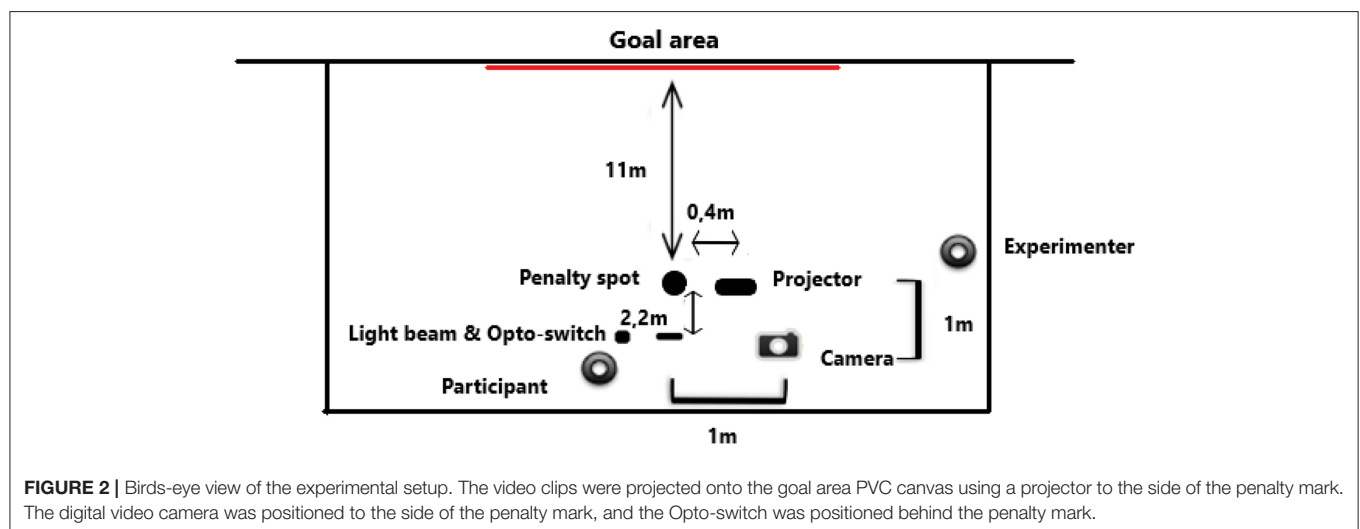 Goal area
11m
0,4m
Experimenter
Penalty spot
Projector
2,2m
Light beam & Opto-switch
1m
Camera
Participant
1m
FIGURE 2 | Birds-eye view of the experimental setup. The video clips were projected onto the goal area PVC canvas using a projector to the side of the penalty mark.
The digital video camera was positioned to the side of the penalty mark, and the Opto-switch was positioned behind the penalty mark.